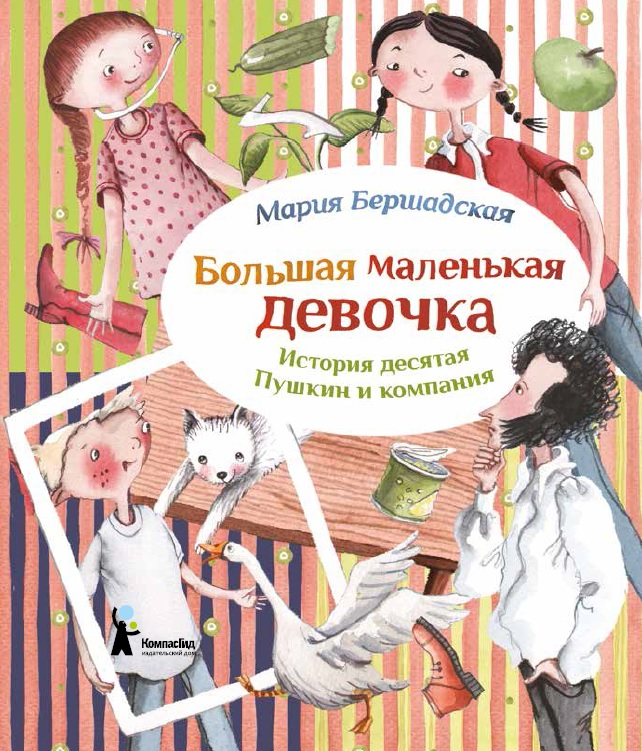 Мария Бершадская
Большая маленькая
девочка
История десятая
Пушкин и компания
КомпасГид
издательский дом